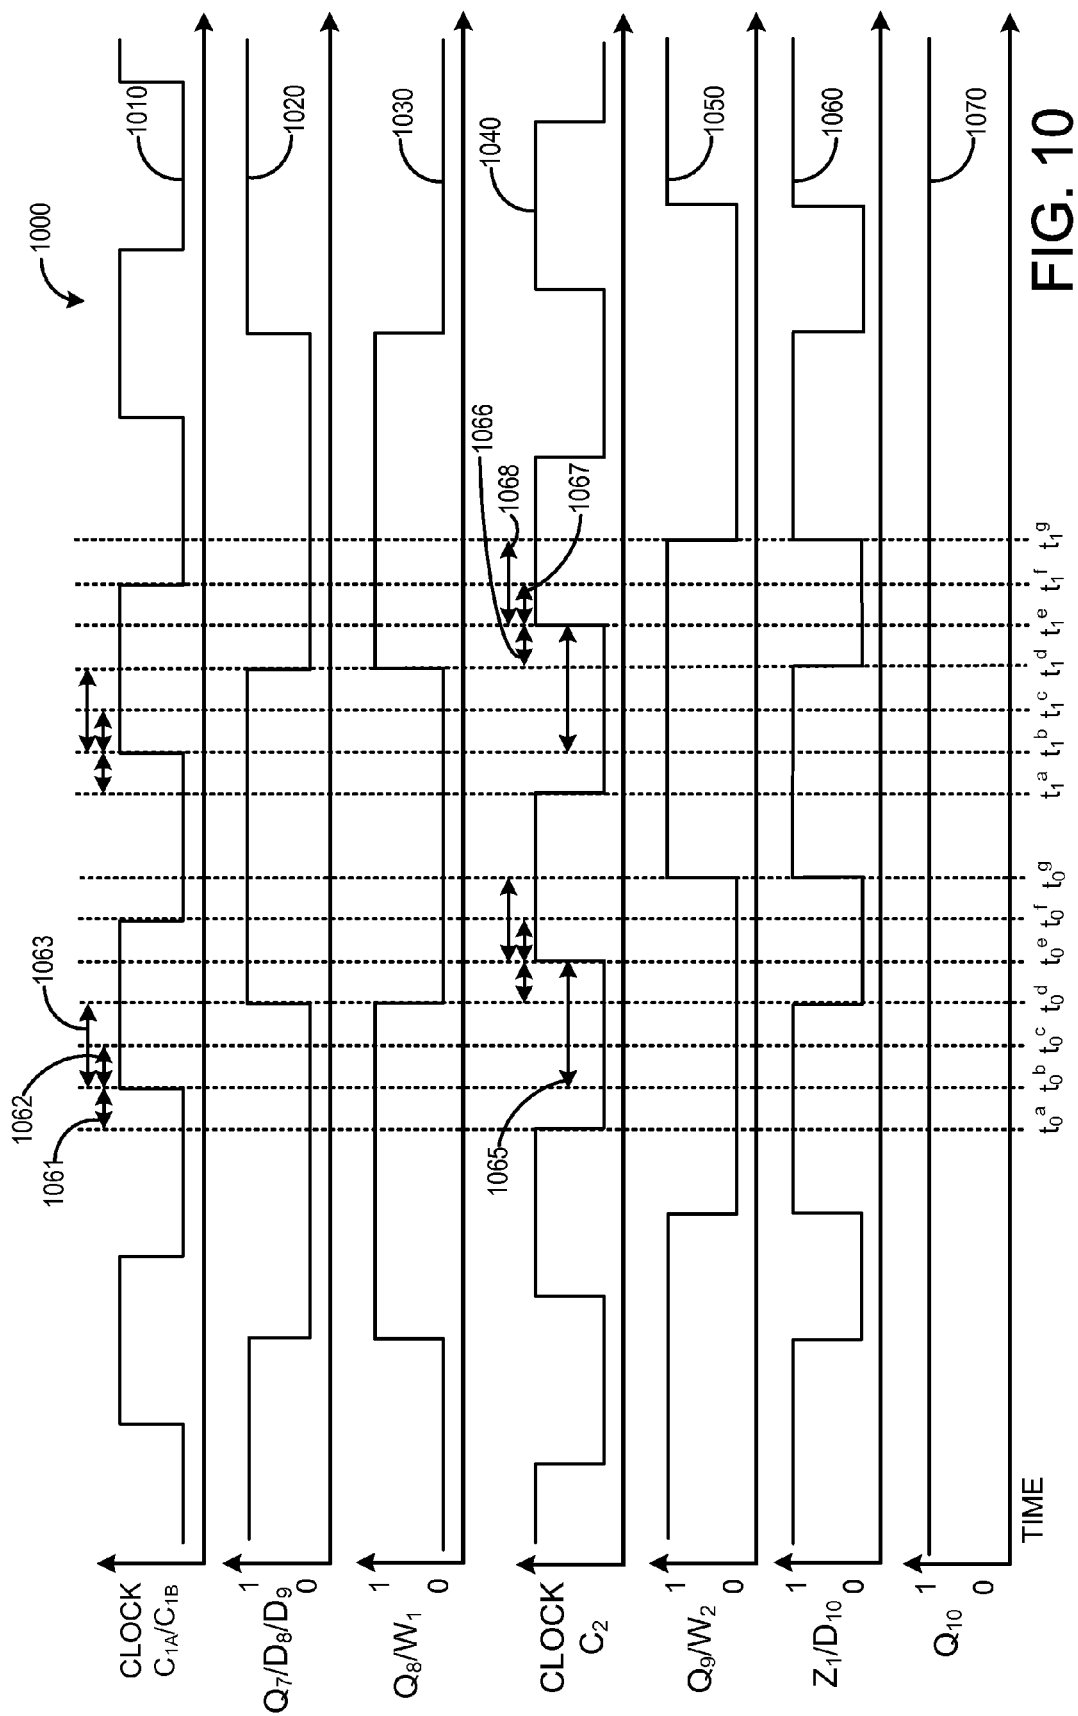 1000
CLOCK
C1A/C1B
1010
1061
1062
1063
Q7/D8/D9
1
0
1020
Q8/W1
1
0
1030
CLOCK
C2
1065
1066
1068
1067
1040
Q9/W2
1
0
1050
Z1/D10
1
0
1060
Q10
1
0
1070
TIME
t0a t0b t0c t0d t0e t0f t0g t1a t1b t1c t1d t1e t1f t1g
FIG. 10